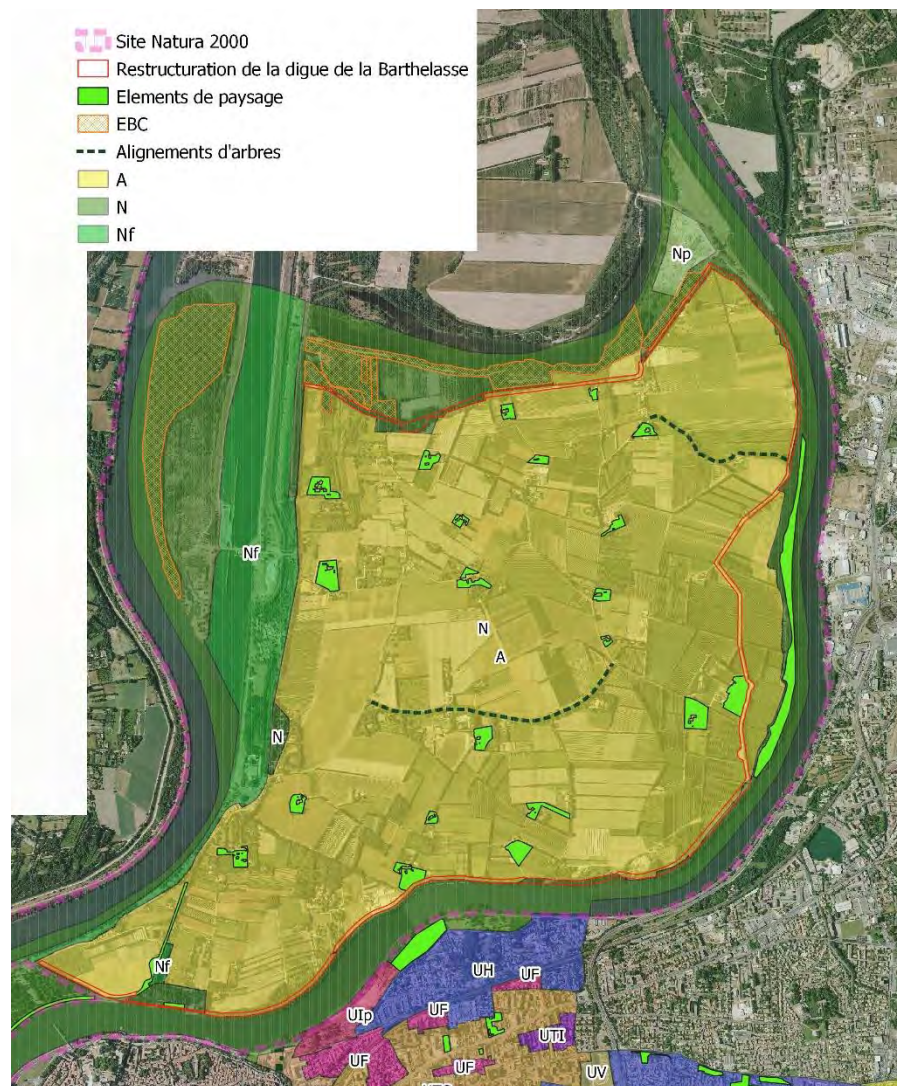 Site Natura 2000
Restructuration de la digue de la Barthelasse
Elements de paysage
EBC
Alignements d'arbres
A
N
Nf
Np
Nf
N
A
N
Nf
UH
UF
UIp
UF
UTI
UF
UF
UV